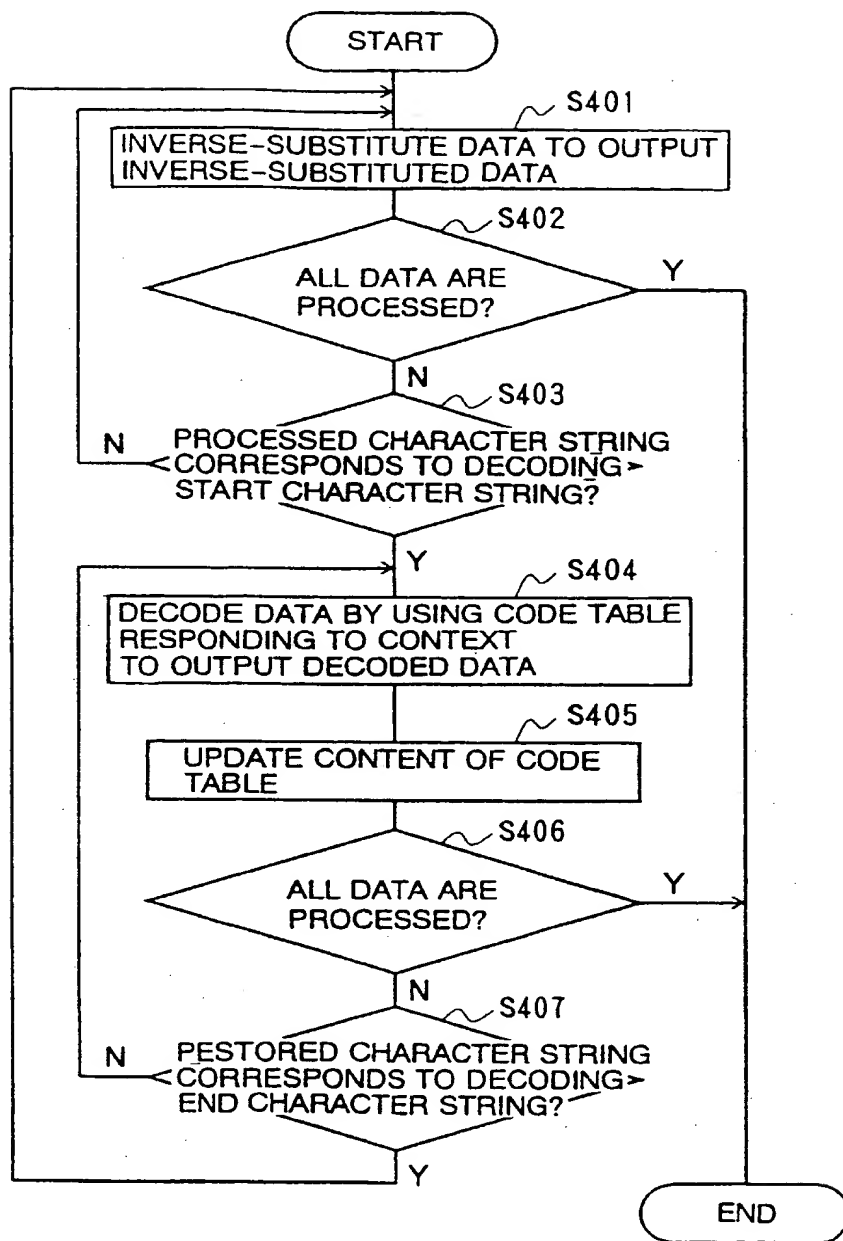 START
S401
INVERSE-SUBSTITUTE DATA TO OUTPUT
INVERSE-SUBSTITUTED DATA
S402
ALL DATA ARE
PROCESSED?
Y
N
S403
N
PROCESSED CHARACTER STRING
CORRESPONDS TO DECODING
START CHARACTER STRING?
Y
S404
DECODE DATA BY USING CODE TABLE
RESPONDING TO CONTEXT
TO OUTPUT DECODED DATA
S405
UPDATE CONTENT OF CODE
TABLE
S406
ALL DATA ARE
PROCESSED?
Y
N
S407
N
PESTORED CHARACTER STRING
CORRESPONDS TO DECODING
END CHARACTER STRING?
Y
END